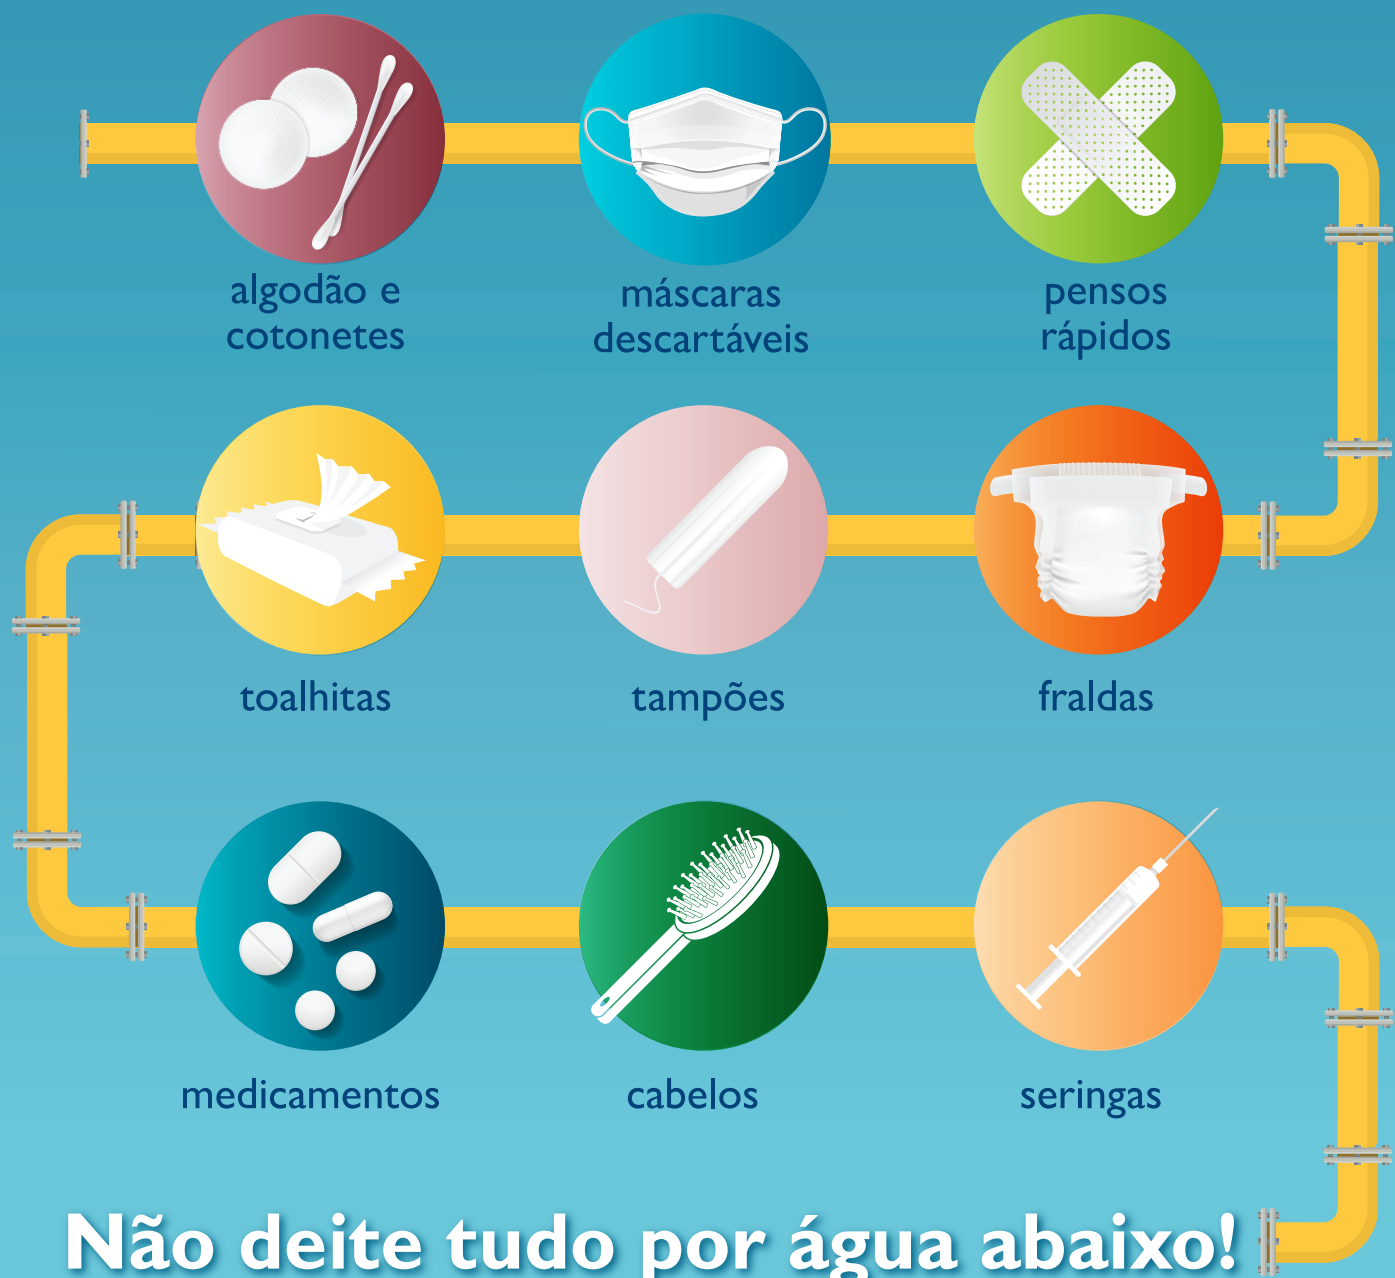 algodão e
cotonetes
máscaras
descartáveis
pensos
rápidos
toalhitas
tampões
fraldas
medicamentos
cabelos
seringas
Não deite tudo por água abaixo!